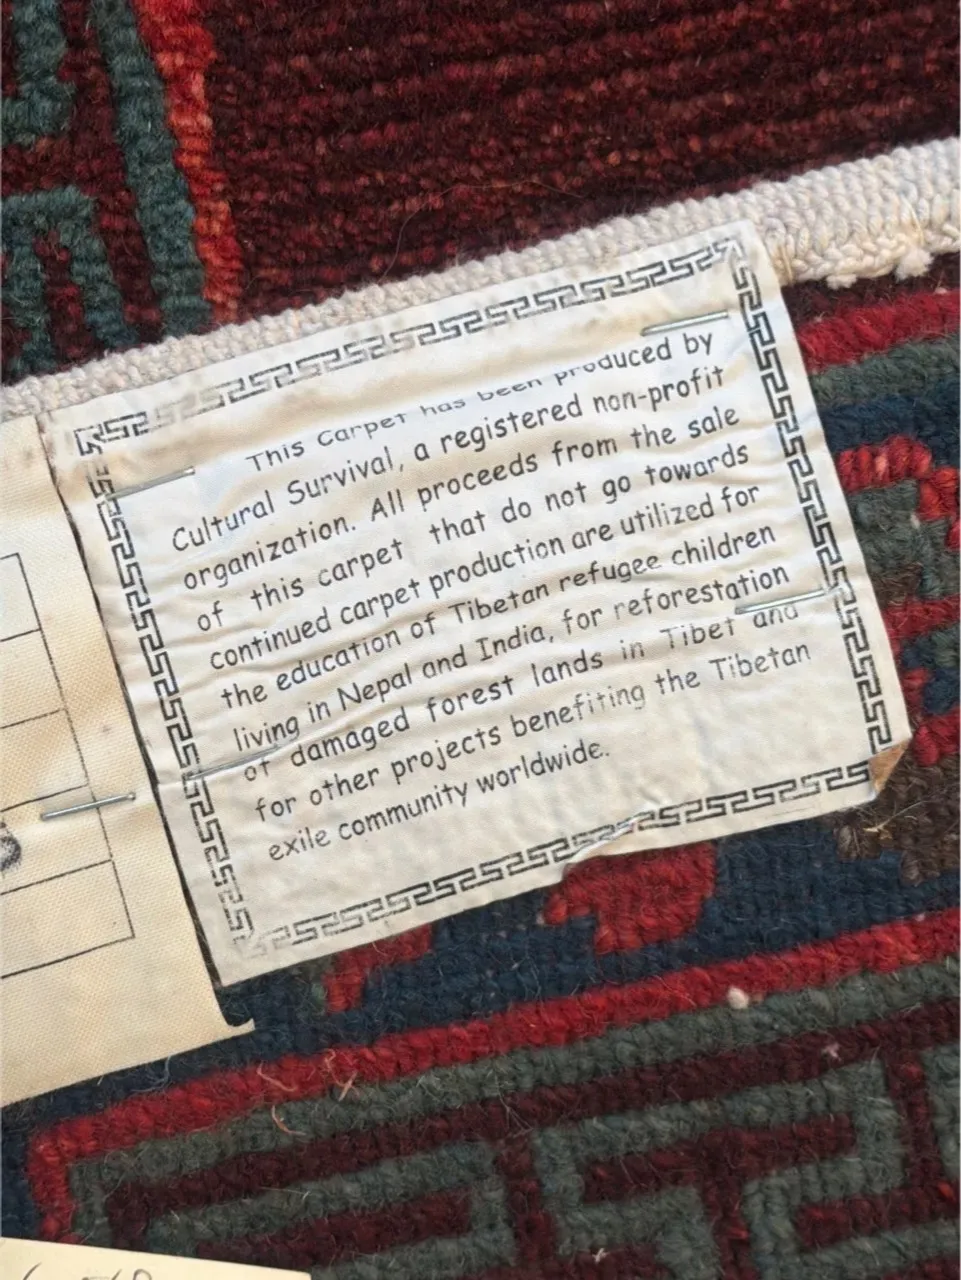 This Carpet has been produced by
Cultural Survival, a registered non-profit
organization. All proceeds from the sale
of this carpet that do not go towards
continued carpet production are utilized for
the education of Tibetan refugee children
living in Nepal and India, for reforestation
of damaged forest lands in Tibet and
for other projects benefiting the Tibetan
exile community worldwide.